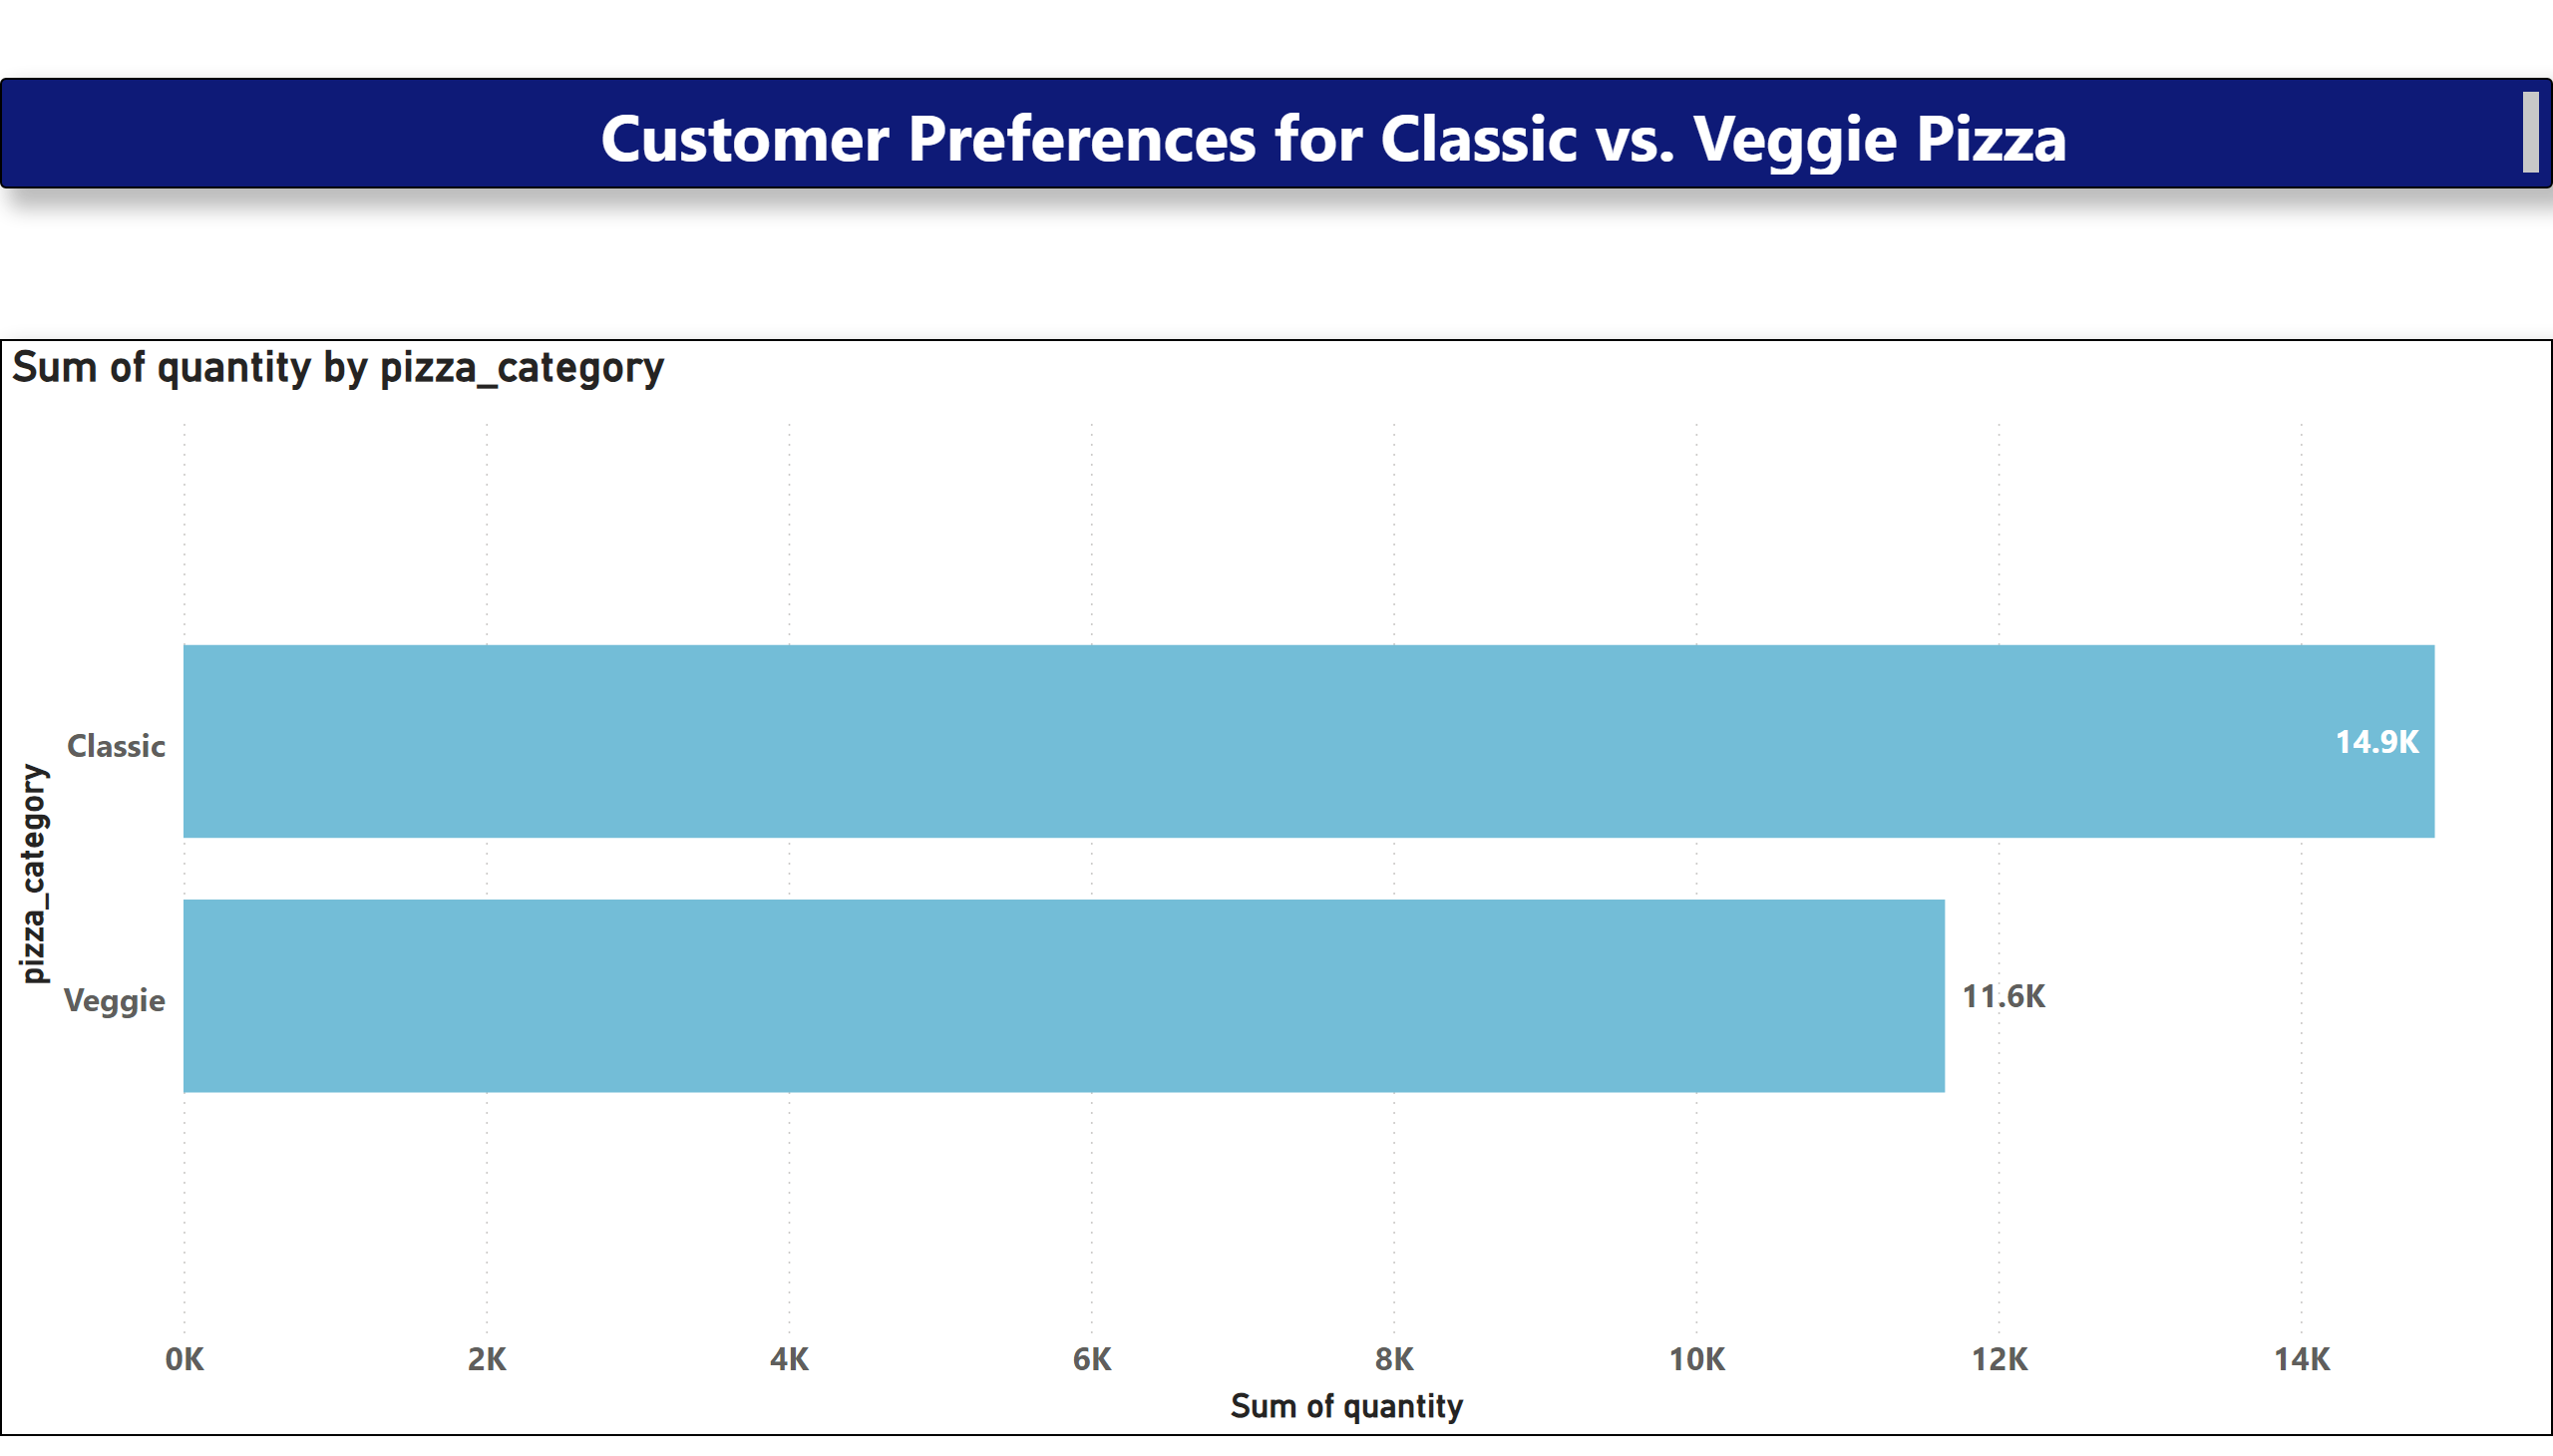 Customer Preferences for Classic vs. Veggie Pizza
Sum of quantity by pizza_category
pizza_category
Classic
14.9K
Veggie
11.6K
0K 2K 4K 6K 8K 10K 12K 14K
Sum of quantity